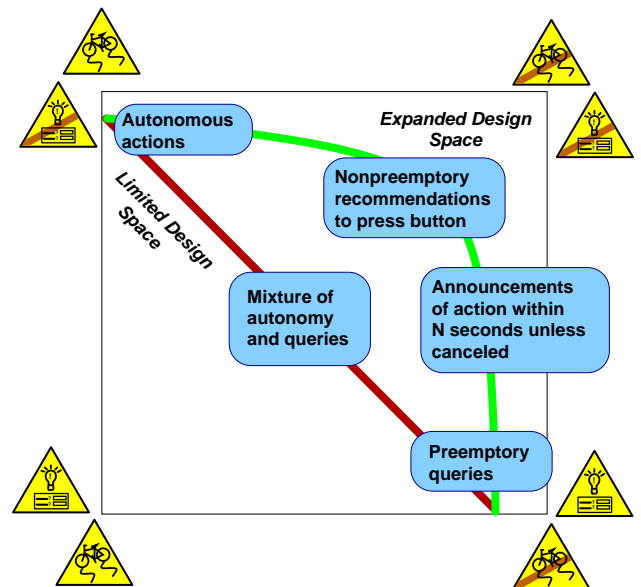 Autonomous
actions
Expanded Design
Space
Nonpreemptory
recommendations
to press button
Limited Design
Space
Announcements
of action within
N seconds unless
canceled
Mixture of
autonomy
and queries
Preemptory
queries